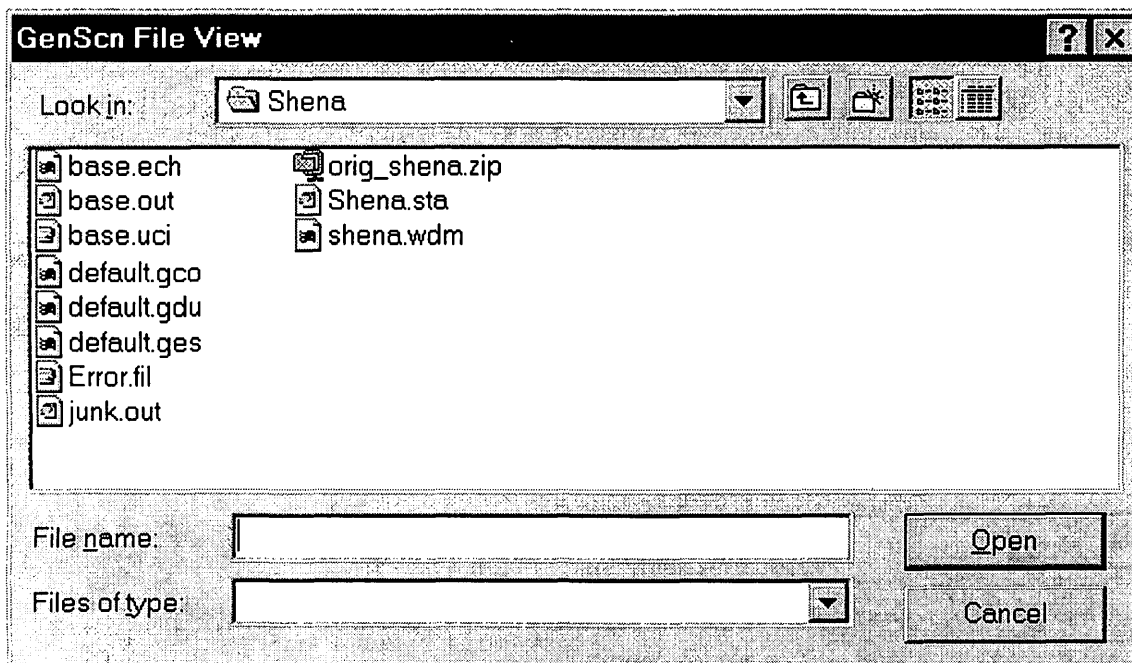 GenScn File View
Look in: Shena
base.ech
base.out
base.uci
default.gco
default.gdu
default.ges
Error.fil
junk.out
orig_shena.zip
Shena.sta
shena.wdm
File name:
Open
Files of type:
Cancel